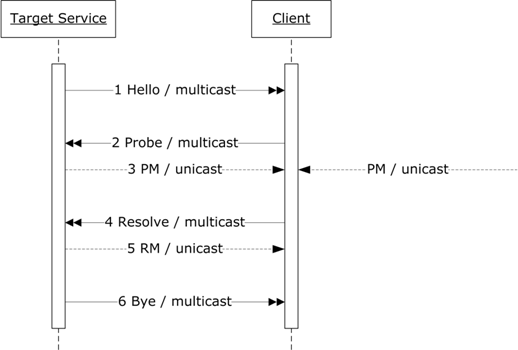 Target Service
Client
1 Hello / multicast
2 Probe / multicast
3 PM / unicast
PM / unicast
4 Resolve / multicast
5 RM / unicast
6 Bye / multicast